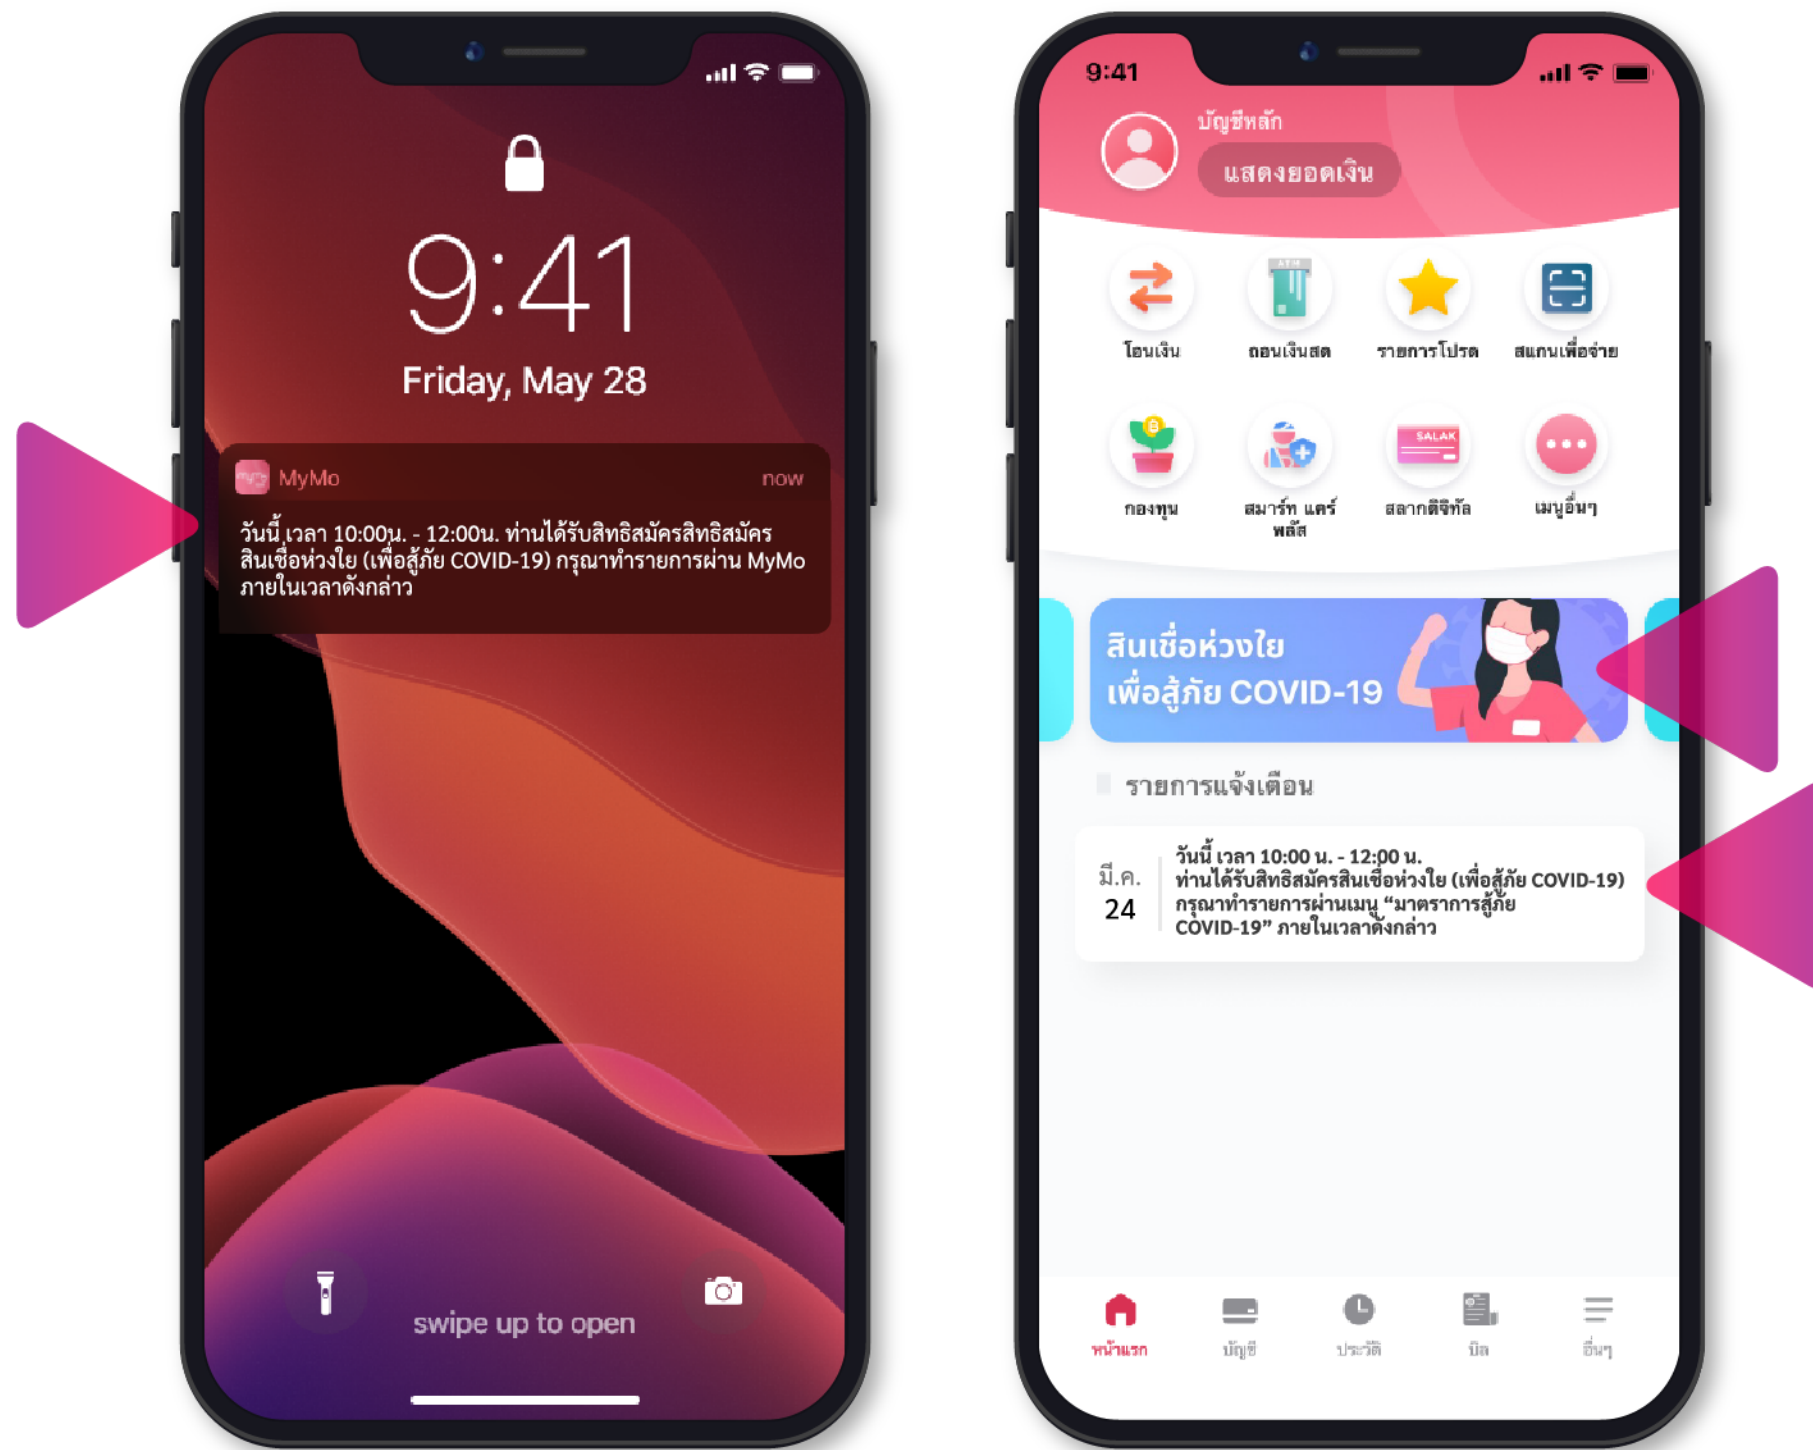 9:41
Friday, May 28
MyMo
now
วันนี้ เวลา 10:00น. - 12:00น. ท่านได้รับสิทธิสมัครสิทธิสมัคร
สินเชื่อห่วงใย (เพื่อสู้ภัย COVID-19) กรุณาทำรายการผ่าน MyMo
ภายในเวลาดังกล่าว
swipe up to open
9:41
บัญชีหลัก
แสดงยอดเงิน
ATM
โอนเงิน
ถอนเงินสด
รายการโปรด
สแกนเพื่อจ่าย
SALAK
กองทุน
สมาร์ท แคร์
พลัส
สลากดิจิทัล
เมนูอื่นๆ
สินเชื่อห่วงใย
เพื่อสู้ภัย COVID-19
รายการแจ้งเตือน
มี.ค.
24
วันนี้ เวลา 10:00 น. - 12:00 น.
ท่านได้รับสิทธิสมัครสินเชื่อห่วงใย (เพื่อสู้ภัย COVID-19)
กรุณาทำรายการผ่านเมนู “มาตราการสู้ภัย
COVID-19” ภายในเวลาดังกล่าว
หน้าแรก
บัญชี
ประวัติ
บิล
อื่นๆ